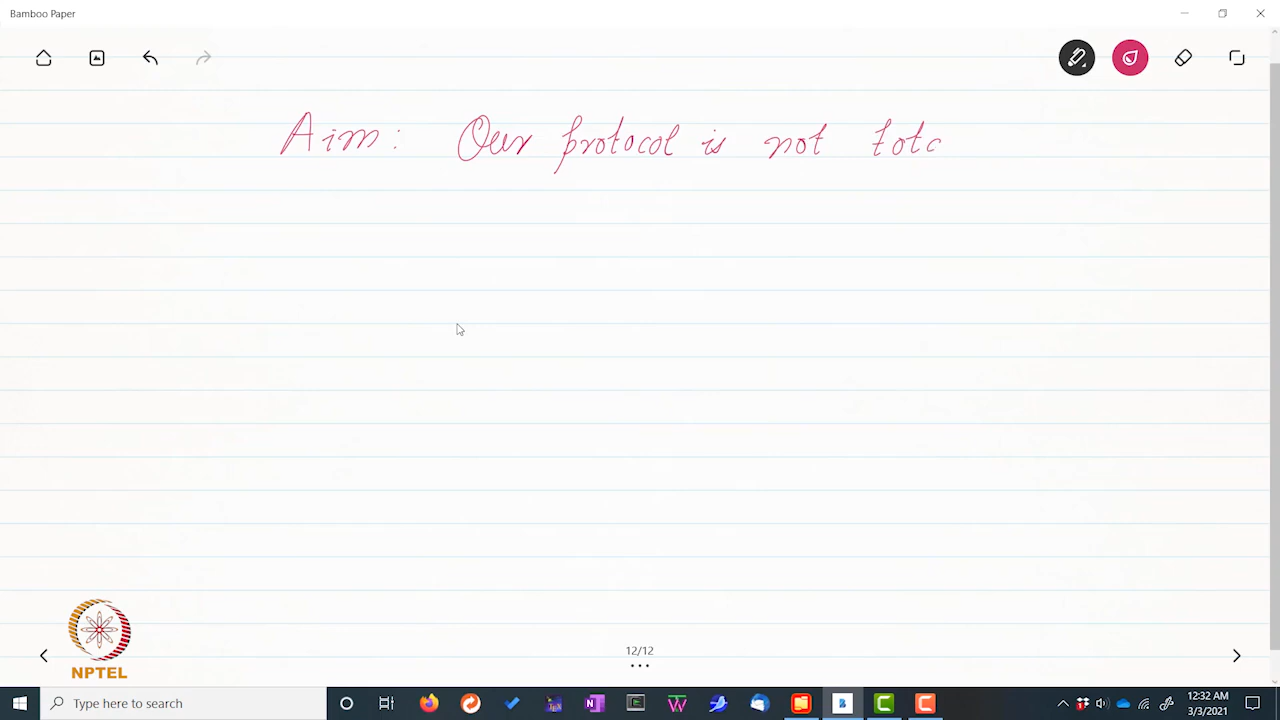 Bamboo Paper
Aim: Our protocol is not tota
12/12
NPTEL
Type here to search
12:32 AM
3/3/2021